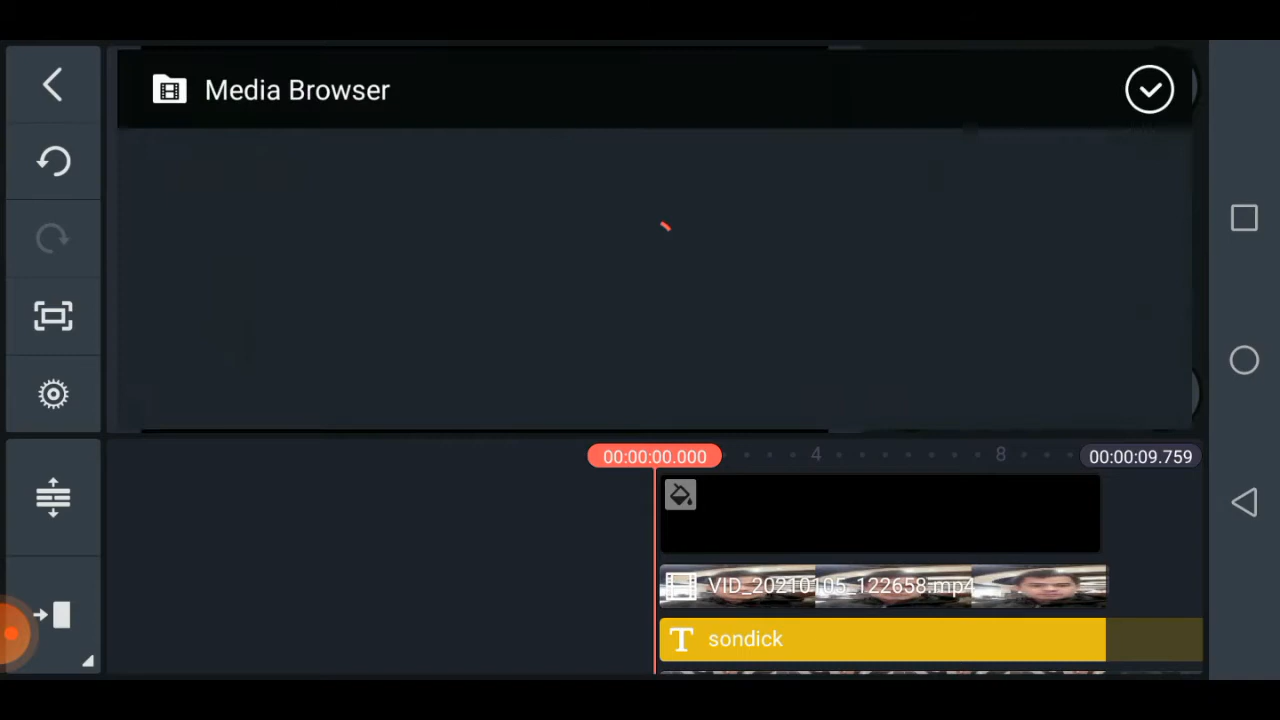 Media Browser
00:00:00.000
4
8
00:00:09.759
VID_20210105_122658.mp4
T sondick